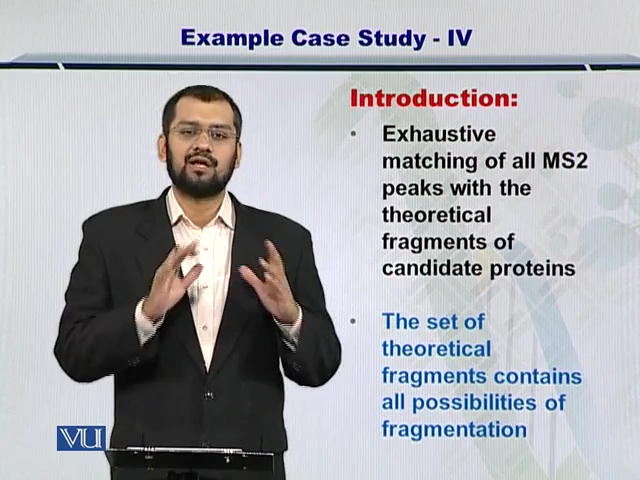 Example Case Study - IV
Introduction:
• Exhaustive
matching of all MS2
peaks with the
theoretical
fragments of
candidate proteins
• The set of
theoretical
fragments contains
all possibilities of
fragmentation
VU